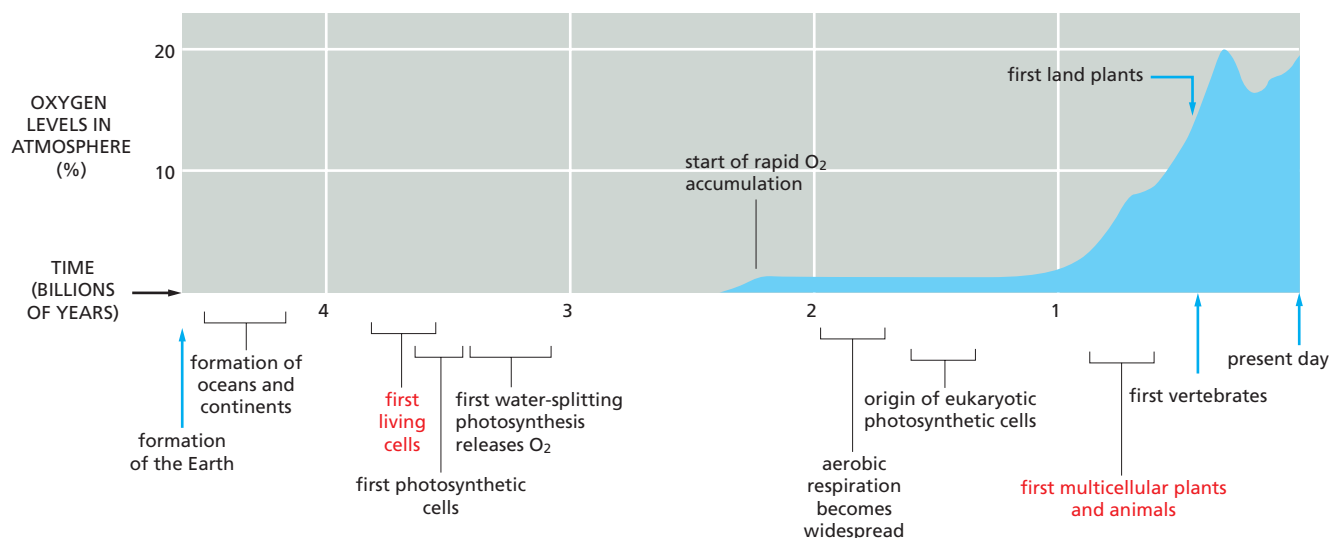 OXYGEN
LEVELS IN
ATMOSPHERE
(%)
20
10
first land plants
start of rapid O₂
accumulation
TIME
(BILLIONS
OF YEARS)
4
3
2
1
formation of
oceans and
continents
formation
of the Earth
first
living
cells
first water-splitting
photosynthesis
releases O₂
first photosynthetic
cells
aerobic
respiration
becomes
widespread
origin of eukaryotic
photosynthetic cells
first multicellular plants
and animals
first vertebrates
present day